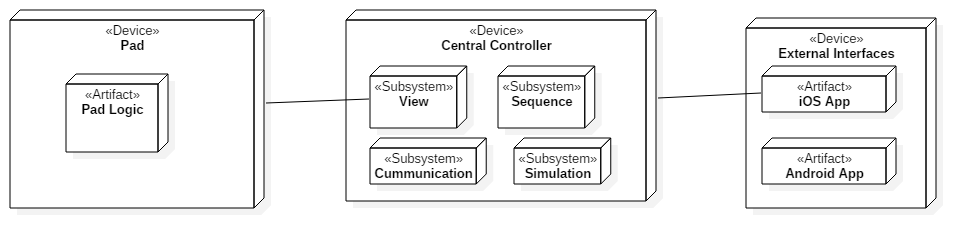 «Device»
Pad
«Artifact»
Pad Logic
«Device»
Central Controller
«Subsystem»
View
«Subsystem»
Sequence
«Subsystem»
Cummunication
«Subsystem»
Simulation
«Device»
External Interfaces
«Artifact»
iOS App
«Artifact»
Android App